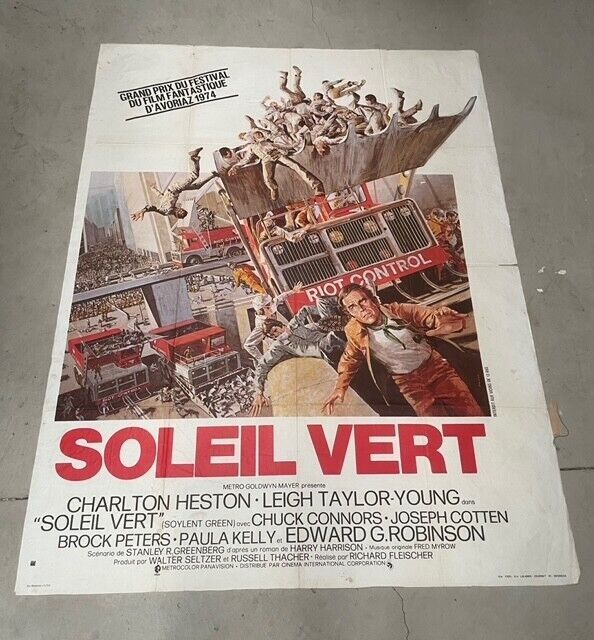 GRAND PRIX DU FESTIVAL
DU FILM FANTASTIQUE
D'AVORIAZ 1974
RIOT CONTROL
RIOT CONTROL
SOLEIL VERT
METRO-GOLDWYN-MAYER présente
CHARLTON HESTON · LEIGH TAYLOR-YOUNG dans
"SOLEIL VERT" (SOYLENT GREEN) avec CHUCK CONNORS · JOSEPH COTTEN
BROCK PETERS · PAULA KELLY et EDWARD G. ROBINSON
Scénario de STANLEY R. GREENBERG d'après un roman de HARRY HARRISON · Musique originale FRED MYROW
Produit par WALTER SELTZER et RUSSELL THACHER · Réalisé par RICHARD FLEISCHER
METROCOLOR PANAVISION · DISTRIBUÉ PAR CINEMA INTERNATIONAL CORPORATION